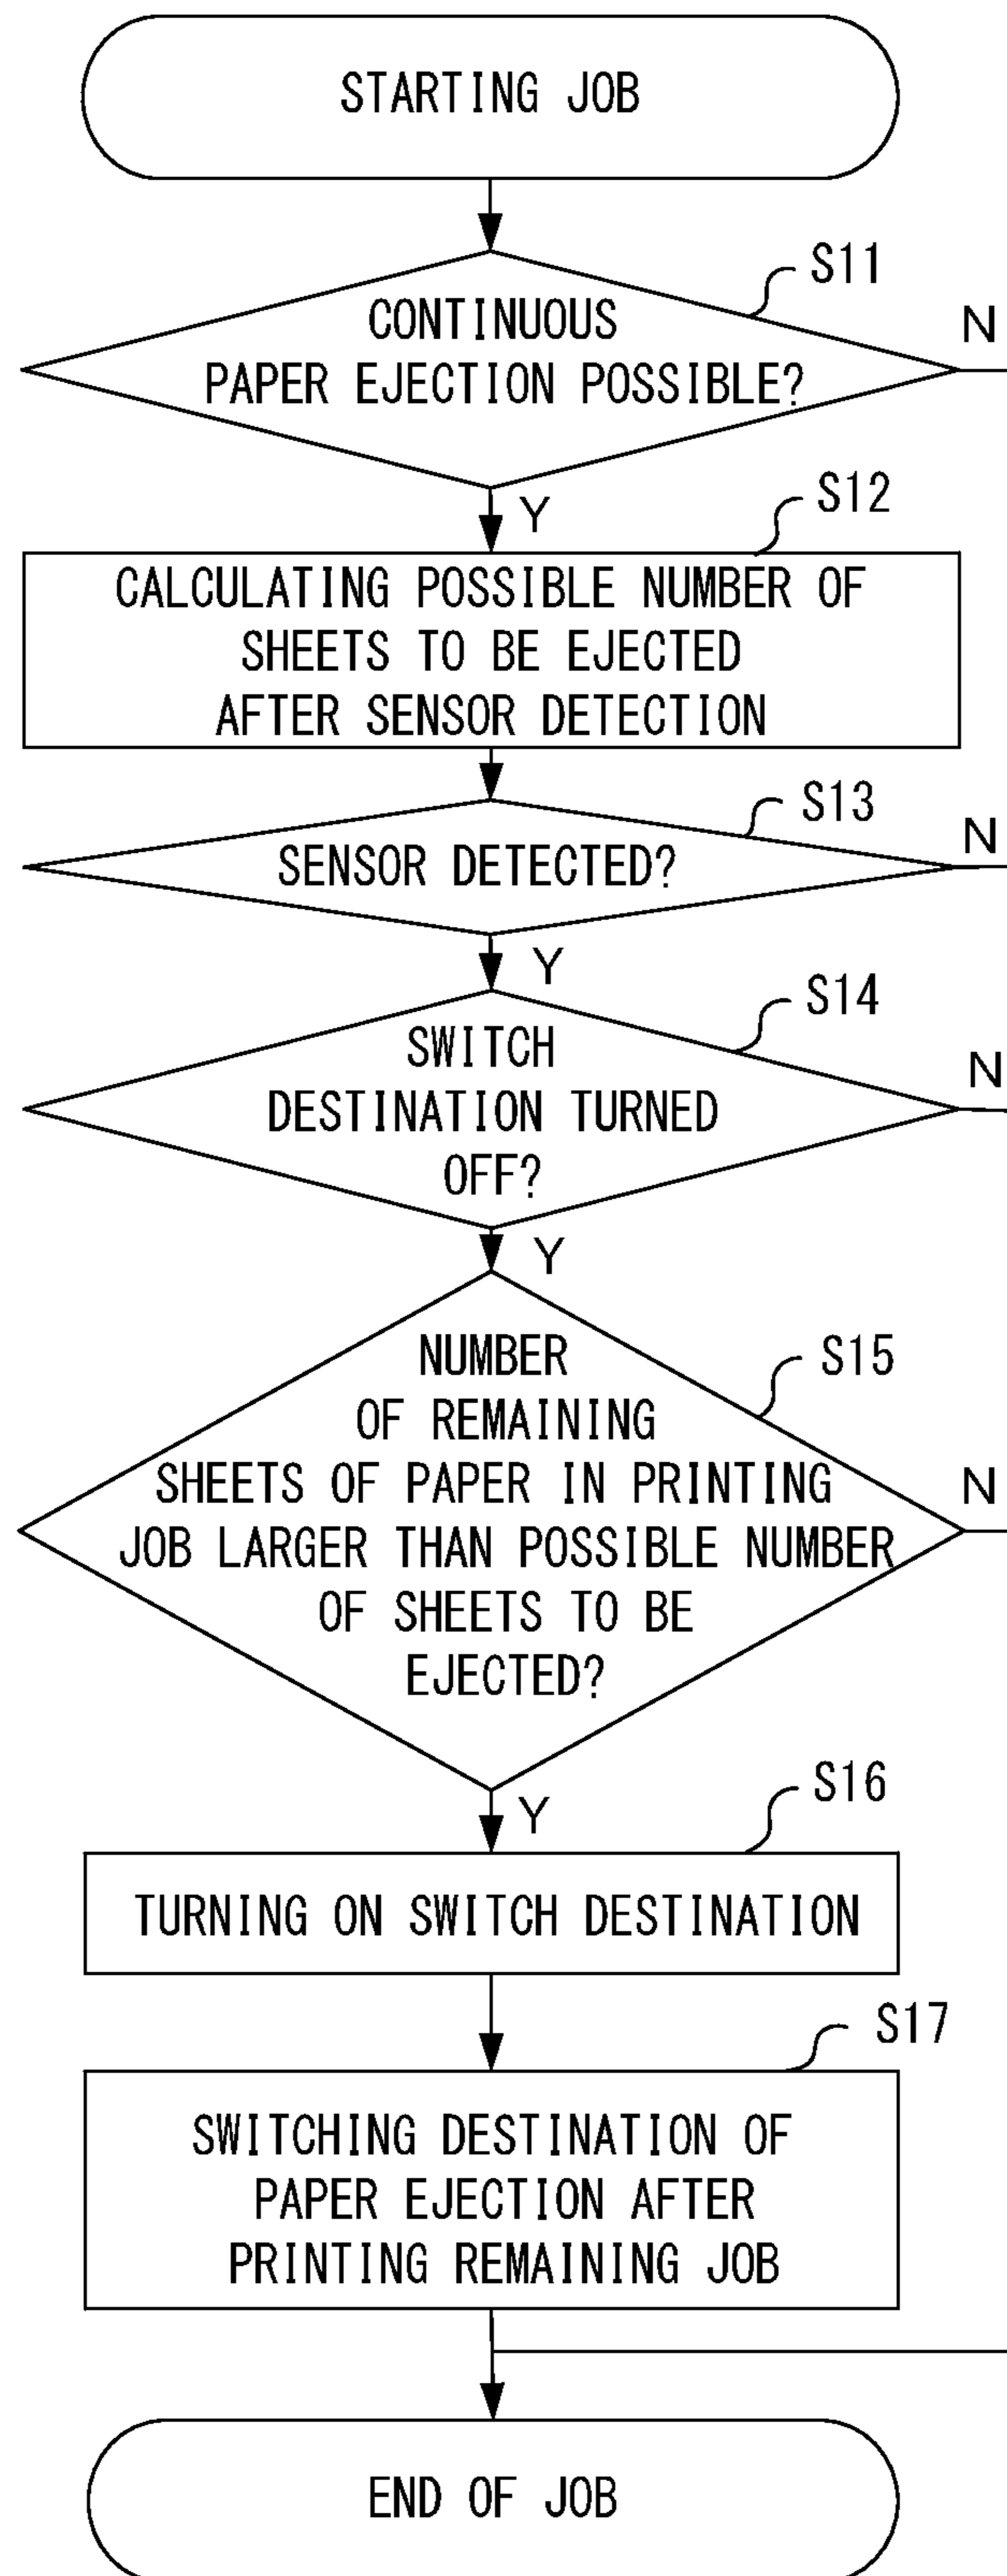 STARTING JOB
S11
N
CONTINUOUS
PAPER EJECTION POSSIBLE?
Y
S12
CALCULATING POSSIBLE NUMBER OF
SHEETS TO BE EJECTED
AFTER SENSOR DETECTION
S13
N
SENSOR DETECTED?
Y
S14
N
SWITCH
DESTINATION TURNED
OFF?
Y
S15
NUMBER
OF REMAINING
SHEETS OF PAPER IN PRINTING
N
JOB LARGER THAN POSSIBLE NUMBER
OF SHEETS TO BE
EJECTED?
Y
S16
TURNING ON SWITCH DESTINATION
S17
SWITCHING DESTINATION OF
PAPER EJECTION AFTER
PRINTING REMAINING JOB
END OF JOB